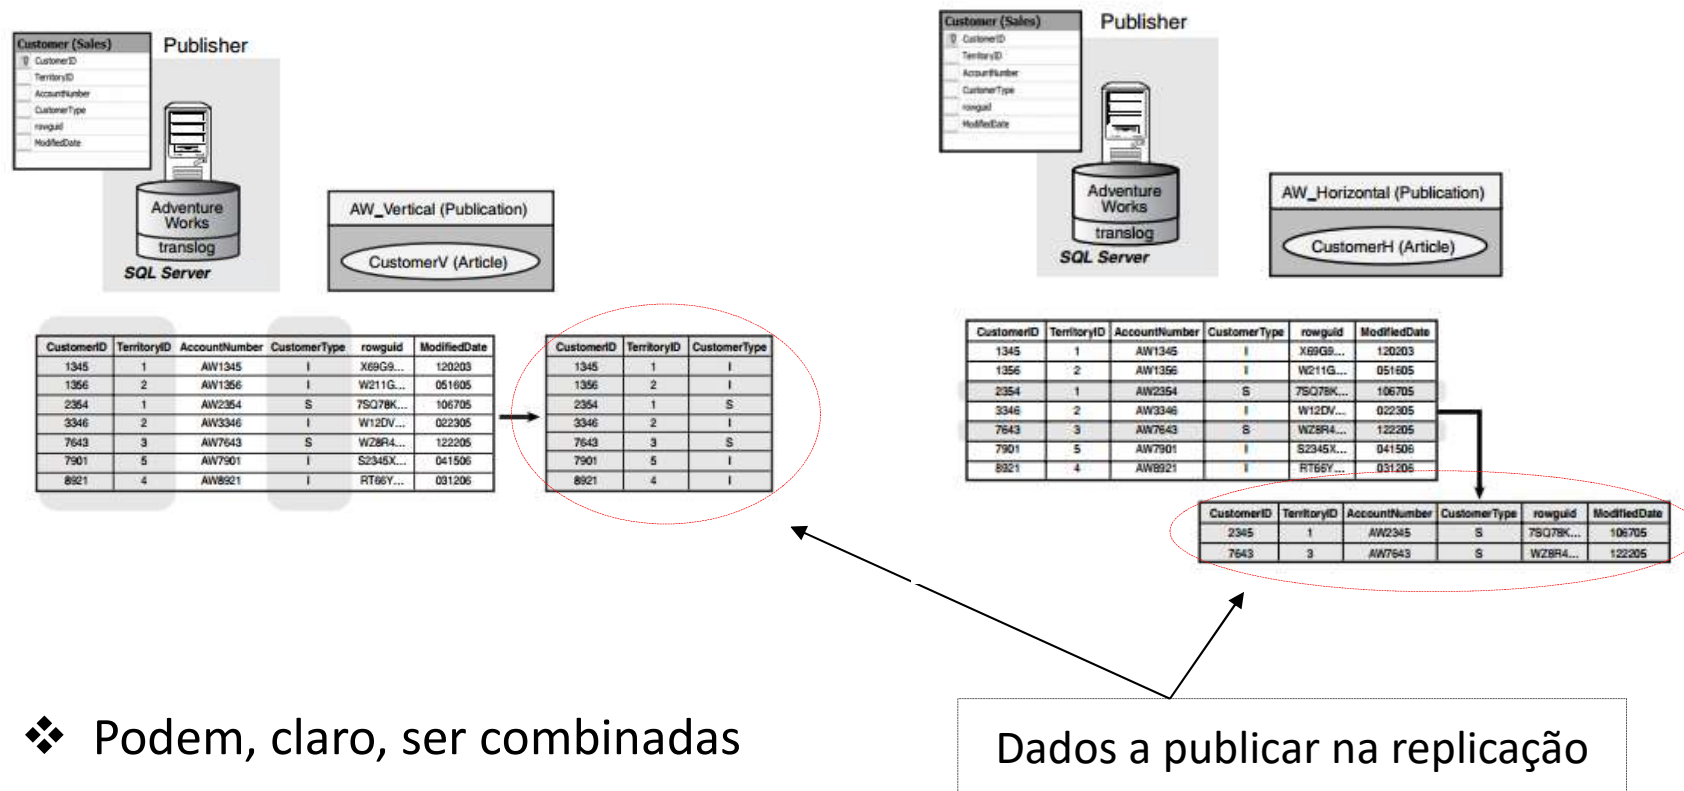 Customer (Sales)
CustomerID
TerritoryID
AccountNumber
CustomerType
rowguid
ModifiedDate
Publisher
Adventure
Works
translog
SQL Server
AW_Vertical (Publication)
CustomerV (Article)
CustomerID TerritoryID AccountNumber CustomerType rowguid ModifiedDate
1345 1 AW1345 I X69G9... 120203
1356 2 AW1356 I W211G... 051605
2354 1 AW2354 S 7SQ78K... 106705
3346 2 AW3346 I W12DV... 022305
7643 3 AW7643 S WZ8R4... 122205
7901 5 AW7901 I S2345X... 041506
8921 4 AW8921 I RT66Y... 031206
CustomerID TerritoryID CustomerType
1345 1 I
1356 2 I
2354 1 S
3346 2 I
7643 3 S
7901 5 I
8921 4 I
Customer (Sales)
CustomerID
TerritoryID
AccountNumber
CustomerType
rowguid
ModifiedDate
Publisher
Adventure
Works
translog
SQL Server
AW_Horizontal (Publication)
CustomerH (Article)
CustomerID TerritoryID AccountNumber CustomerType rowguid ModifiedDate
1345 1 AW1345 I X69G9... 120203
1356 2 AW1356 I W211G... 051605
2354 1 AW2354 S 7SQ78K... 106705
3346 2 AW3346 I W12DV... 022305
7643 3 AW7643 S WZ8R4... 122205
7901 5 AW7901 I S2345X... 041506
8921 4 AW8921 I RT66Y... 031206
CustomerID TerritoryID AccountNumber CustomerType rowguid ModifiedDate
2345 1 AW2345 S 7SQ78K... 106705
7643 3 AW7643 S WZ8R4... 122205
❖ Podem, claro, ser combinadas
Dados a publicar na replicação